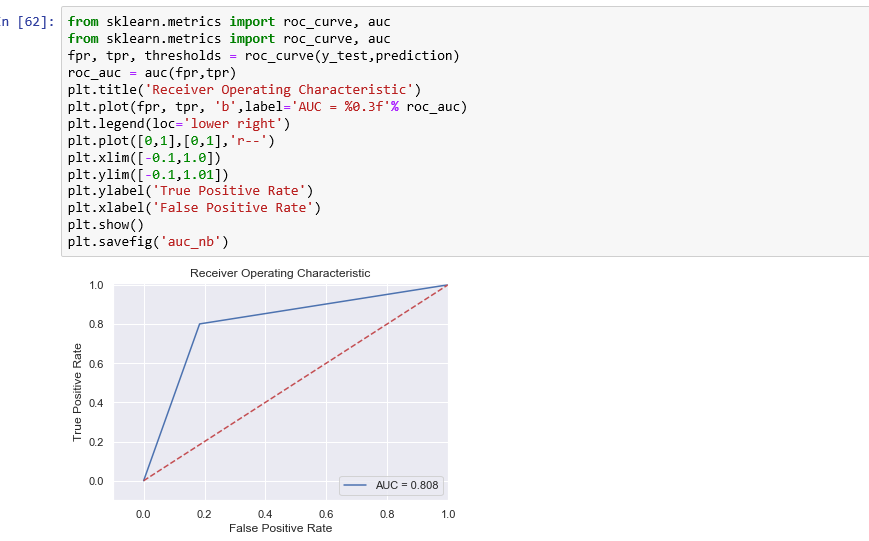 n [62]:
from sklearn.metrics import roc_curve, auc
from sklearn.metrics import roc_curve, auc
fpr, tpr, thresholds = roc_curve(y_test,prediction)
roc_auc = auc(fpr,tpr)
plt.title('Receiver Operating Characteristic')
plt.plot(fpr, tpr, 'b',label='AUC = %0.3f'% roc_auc)
plt.legend(loc='lower right')
plt.plot([0,1],[0,1],'r--')
plt.xlim([-0.1,1.0])
plt.ylim([-0.1,1.01])
plt.ylabel('True Positive Rate')
plt.xlabel('False Positive Rate')
plt.show()
plt.savefig('auc_nb')
Receiver Operating Characteristic
True Positive Rate
1.0
0.8
0.6
0.4
0.2
0.0
AUC = 0.808
0.0 0.2 0.4 0.6 0.8 1.0
False Positive Rate